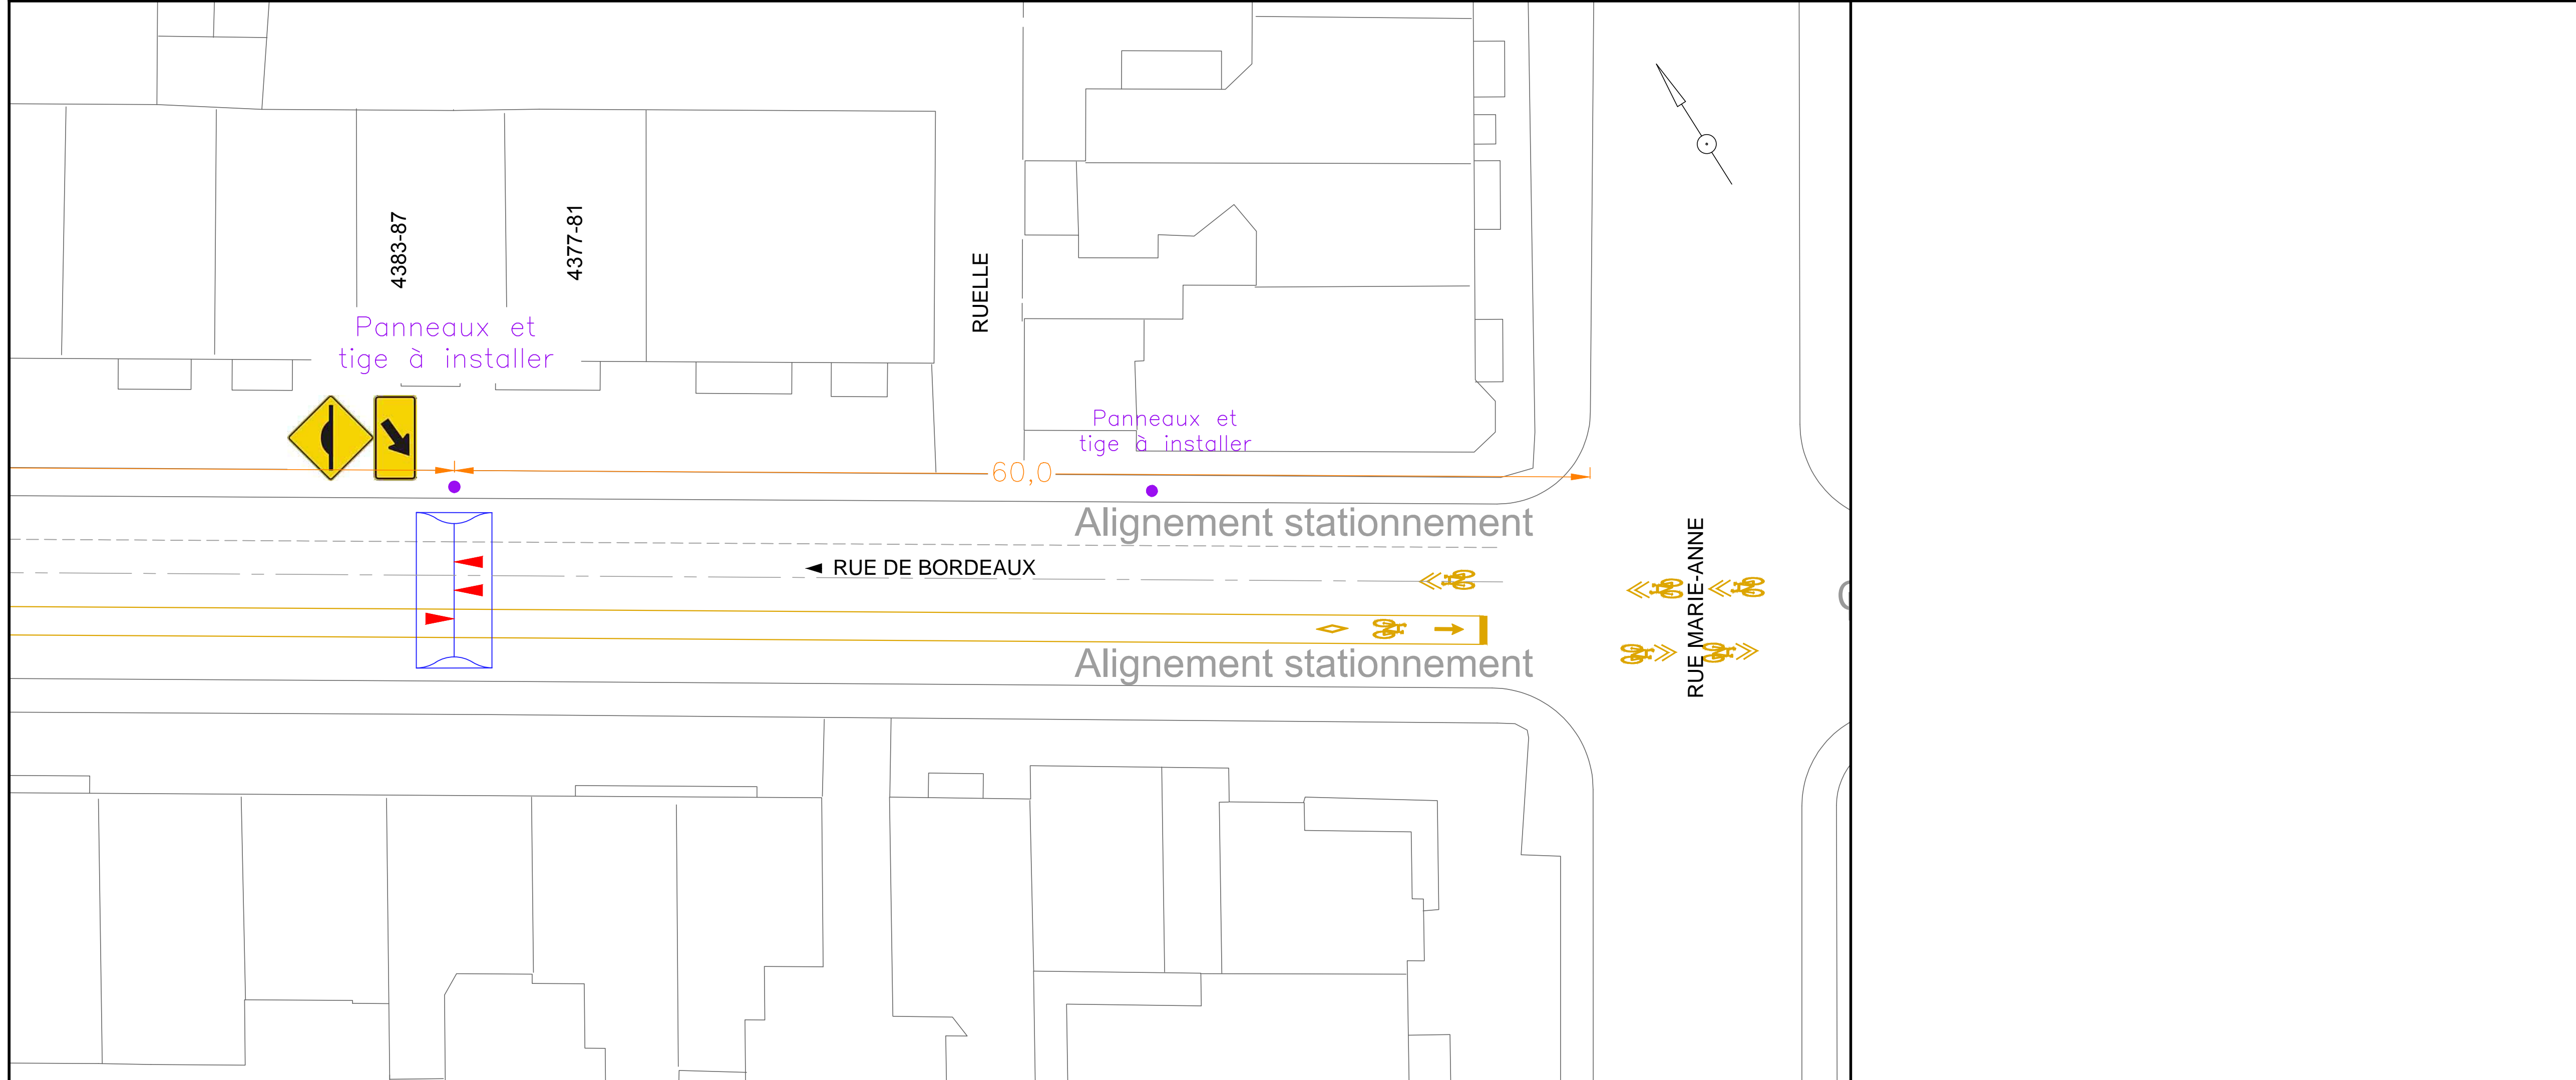 4383-87
4377-81
RUELLE
Panneaux et
tige à installer
Panneaux et
tige à installer
60,0
Alignement stationnement
RUE DE BORDEAUX
RUE MARIE-ANNE
Alignement stationnement